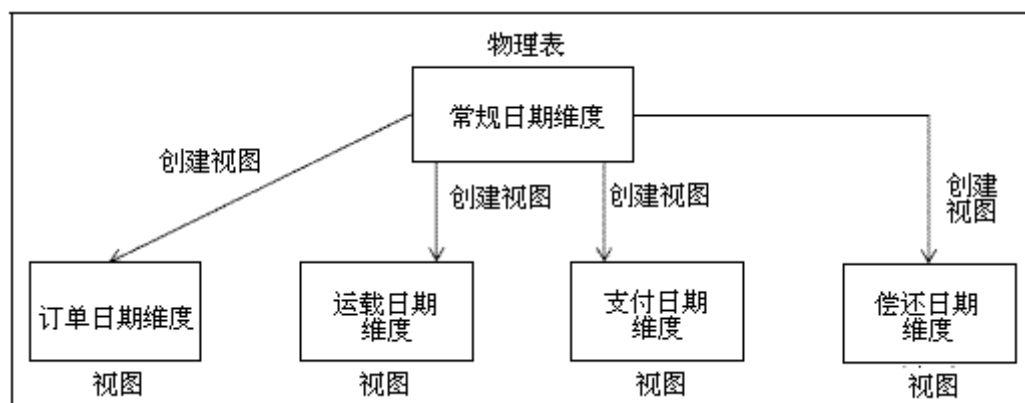 物理表
常规日期维度
创建视图
创建视图
创建视图
创建
视图
订单日期维度
运载日期
维度
支付日期
维度
偿还日期
维度
视图
视图
视图
视图